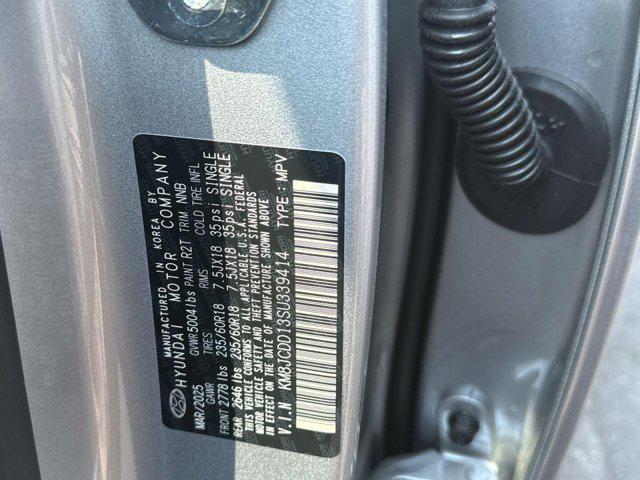 MANUFACTURED IN KOREA BY
HYUNDAI MOTOR COMPANY
MAR/2025 GVWR 5004 lbs PAINT R2T TRIM NNB
GAWR TIRES RIMS COLD TIRE INFL
FRONT 2778 lbs 235/60R18 7.5JX18 35psi SINGLE
REAR 2646 lbs 235/60R18 7.5JX18 35psi SINGLE
THIS VEHICLE CONFORMS TO ALL APPLICABLE U.S. FEDERAL
MOTOR VEHICLE SAFETY AND THEFT PREVENTION STANDARDS
IN EFFECT ON THE DATE OF MANUFACTURE SHOWN ABOVE
V.I.N KM8JCDD13SU339414 TYPE: MPV